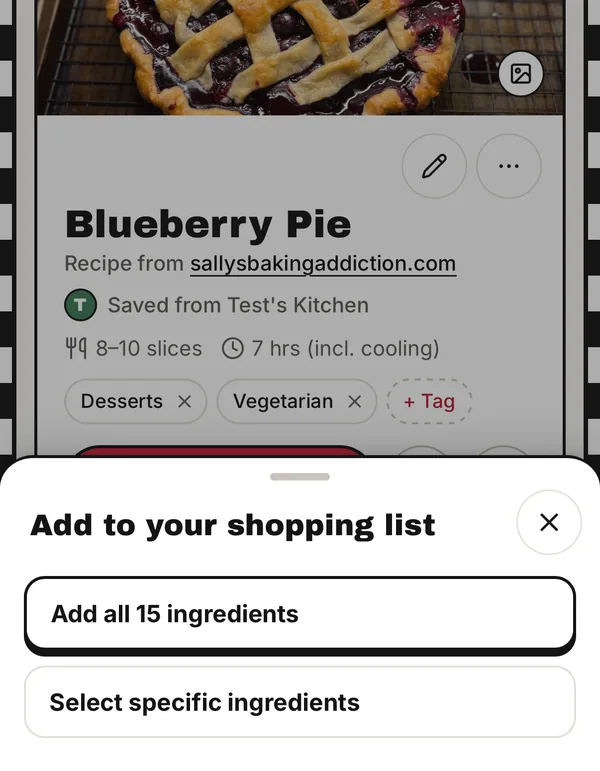 Blueberry Pie
Recipe from sallysbakingaddiction.com
T Saved from Test's Kitchen
8–10 slices 7 hrs (incl. cooling)
Desserts Vegetarian + Tag
Add to your shopping list
Add all 15 ingredients
Select specific ingredients